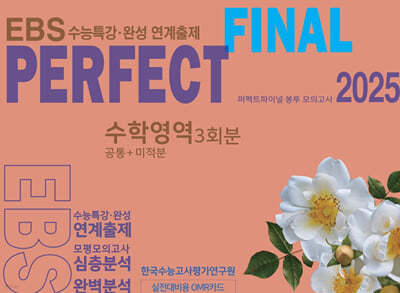 EBS 수능특강·완성 연계출제
FINAL
PERFECT
퍼펙트파이널 봉투 모의고사 2025
수학영역 3회분
공통+미적분
EBS
수능특강·완성
연계출제
모평모의고사
심층분석
완벽분석
한국수능고사평가연구원
실전대비용 OMR카드